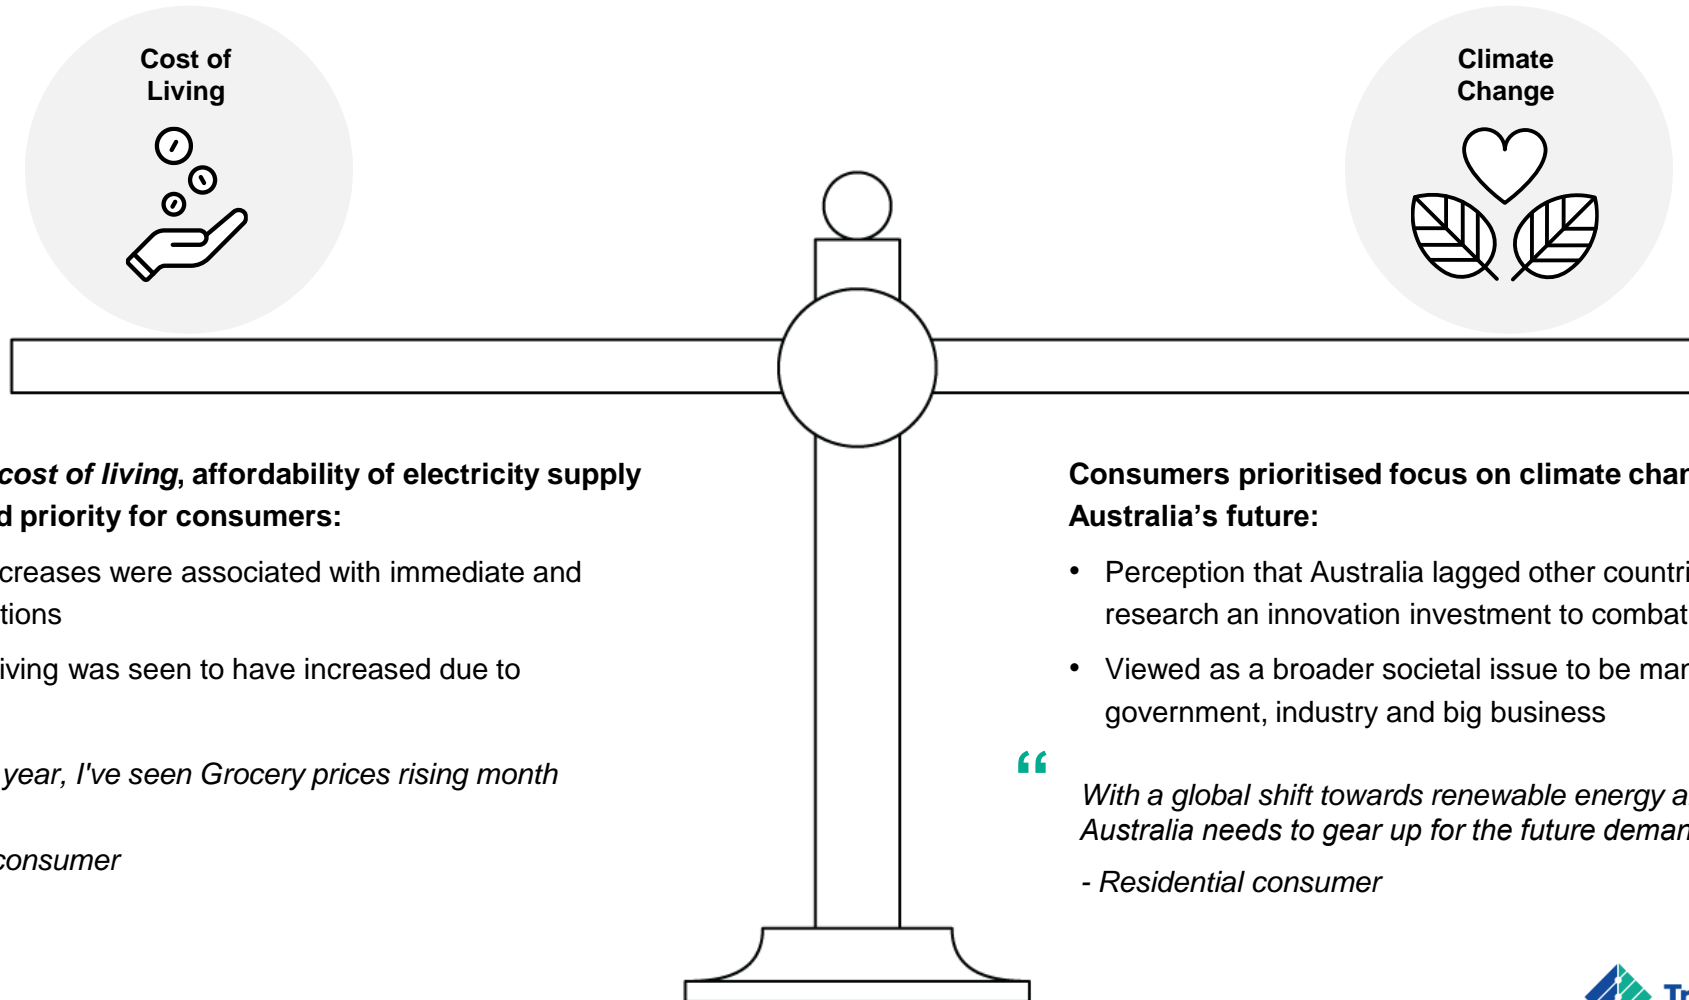 Cost of
Living
Climate
Change
cost of living, affordability of electricity supply
d priority for consumers:
creases were associated with immediate and
tions
iving was seen to have increased due to
year, I've seen Grocery prices rising month
consumer
Consumers prioritised focus on climate chan
Australia's future:
• Perception that Australia lagged other countri
research an innovation investment to combat
• Viewed as a broader societal issue to be man
government, industry and big business
“
With a global shift towards renewable energy a
Australia needs to gear up for the future deman
- Residential consumer
Tr